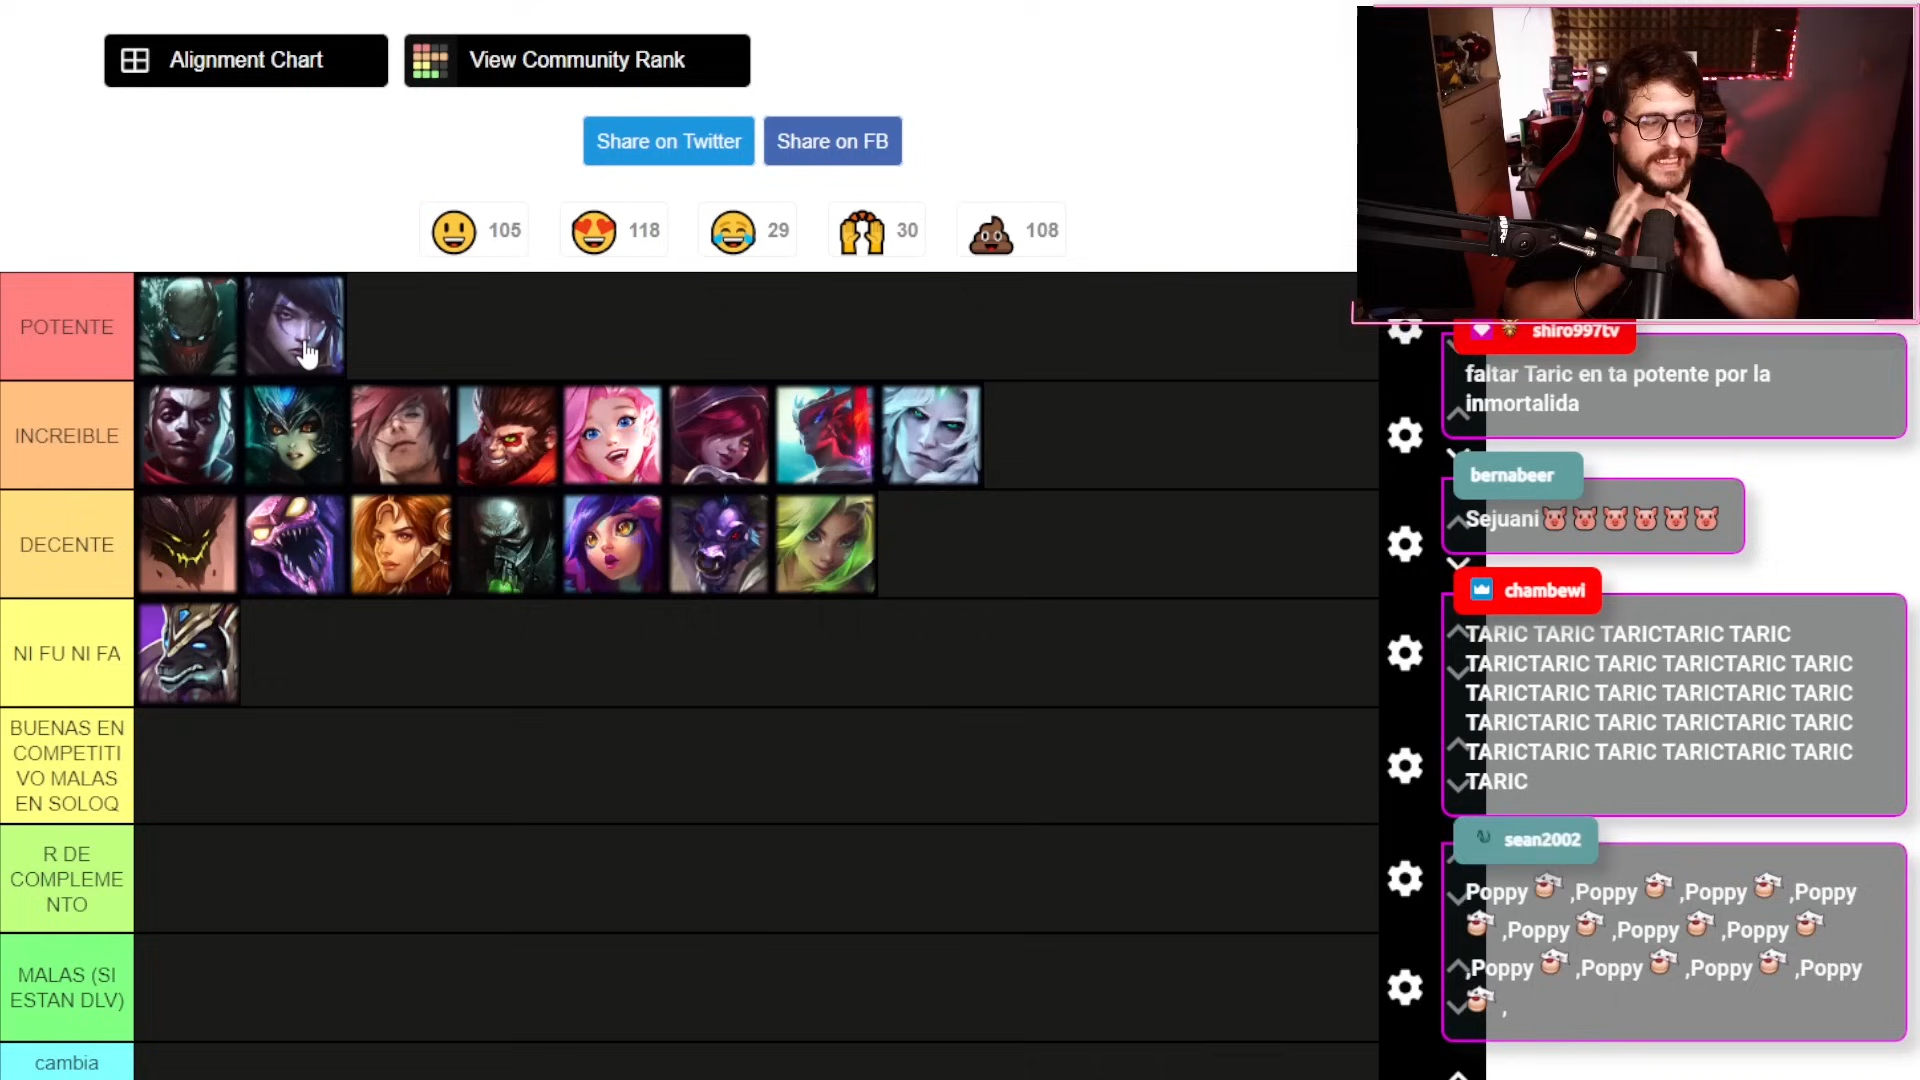 Alignment Chart
View Community Rank
Share on Twitter
Share on FB
105
118
29
30
108
POTENTE
INCREIBLE
DECENTE
NI FU NI FA
BUENAS EN
COMPETITI
VO MALAS
EN SOLOQ
R DE
COMPLEME
NTO
MALAS (SI
ESTAN DLV)
cambia
shiro997tv
faltar Taric en ta potente por la
inmortalida
bernabeer
Sejuani
chambewl
TARIC TARIC TARICTARIC TARIC
TARICTARIC TARIC TARICTARIC TARIC
TARICTARIC TARIC TARICTARIC TARIC
TARICTARIC TARIC TARICTARIC TARIC
TARICTARIC TARIC TARICTARIC TARIC
TARIC
sean2002
Poppy ,Poppy ,Poppy ,Poppy
,Poppy ,Poppy ,Poppy
,Poppy ,Poppy ,Poppy ,Poppy
,